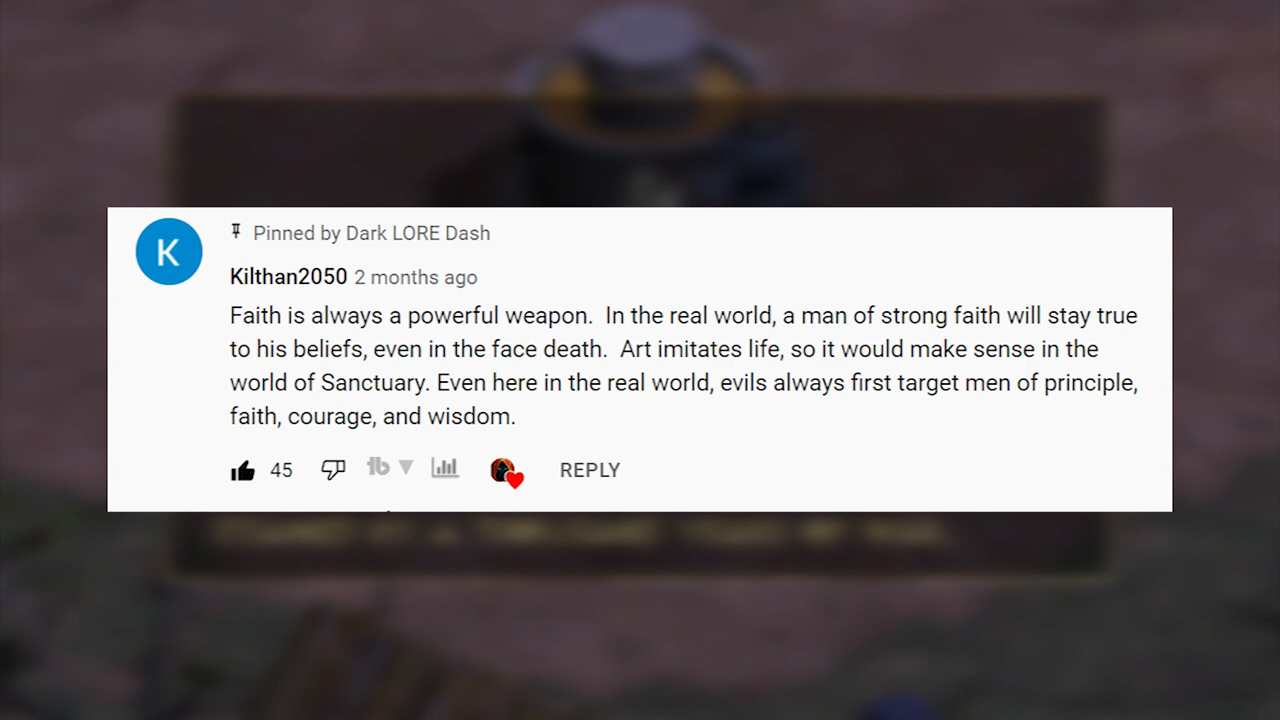 K
Pinned by Dark LORE Dash
Kilthan2050 2 months ago
Faith is always a powerful weapon.  In the real world, a man of strong faith will stay true
to his beliefs, even in the face death.  Art imitates life, so it would make sense in the
world of Sanctuary. Even here in the real world, evils always first target men of principle,
faith, courage, and wisdom.
45 tb REPLY